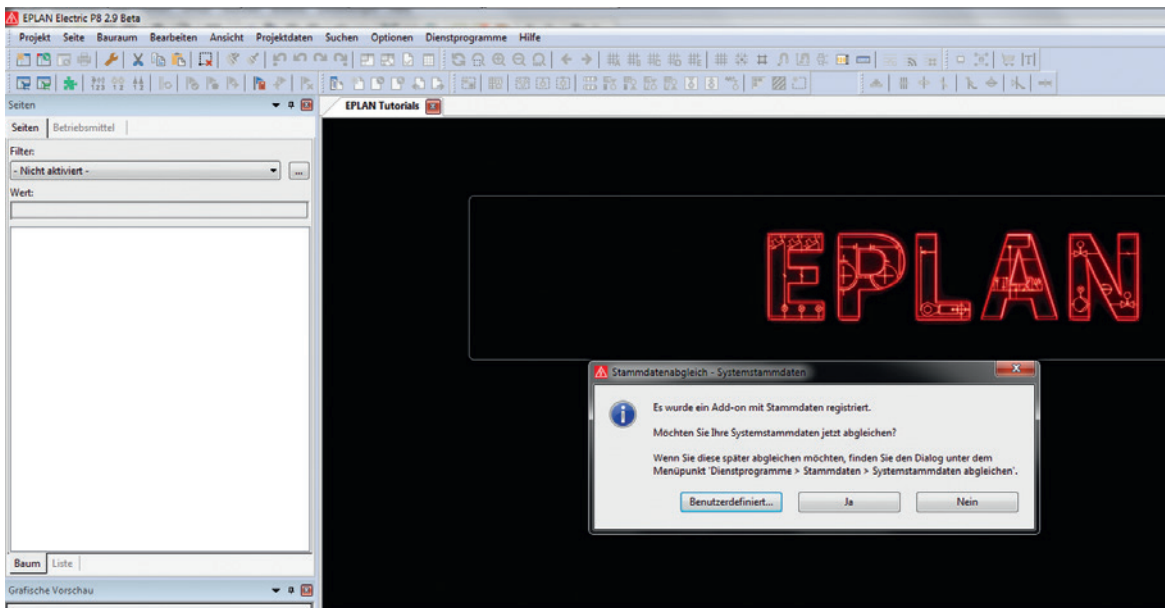 EPLAN Electric P8 2.9 Beta
Projekt Seite Bauraum Bearbeiten Ansicht Projektdaten Suchen Optionen Dienstprogramme Hilfe
Seiten
EPLAN Tutorials
Seiten Betriebsmittel
Filter:
- Nicht aktiviert -
...
Wert:
EPLAN
Stammdatenabgleich - Systemstammdaten
Es wurde ein Add-on mit Stammdaten registriert.
Möchten Sie Ihre Systemstammdaten jetzt abgleichen?
Wenn Sie diese später abgleichen möchten, finden Sie den Dialog unter dem
Menüpunkt 'Dienstprogramme > Stammdaten > Systemstammdaten abgleichen'.
Benutzerdefiniert... Ja Nein
Baum Liste
Grafische Vorschau